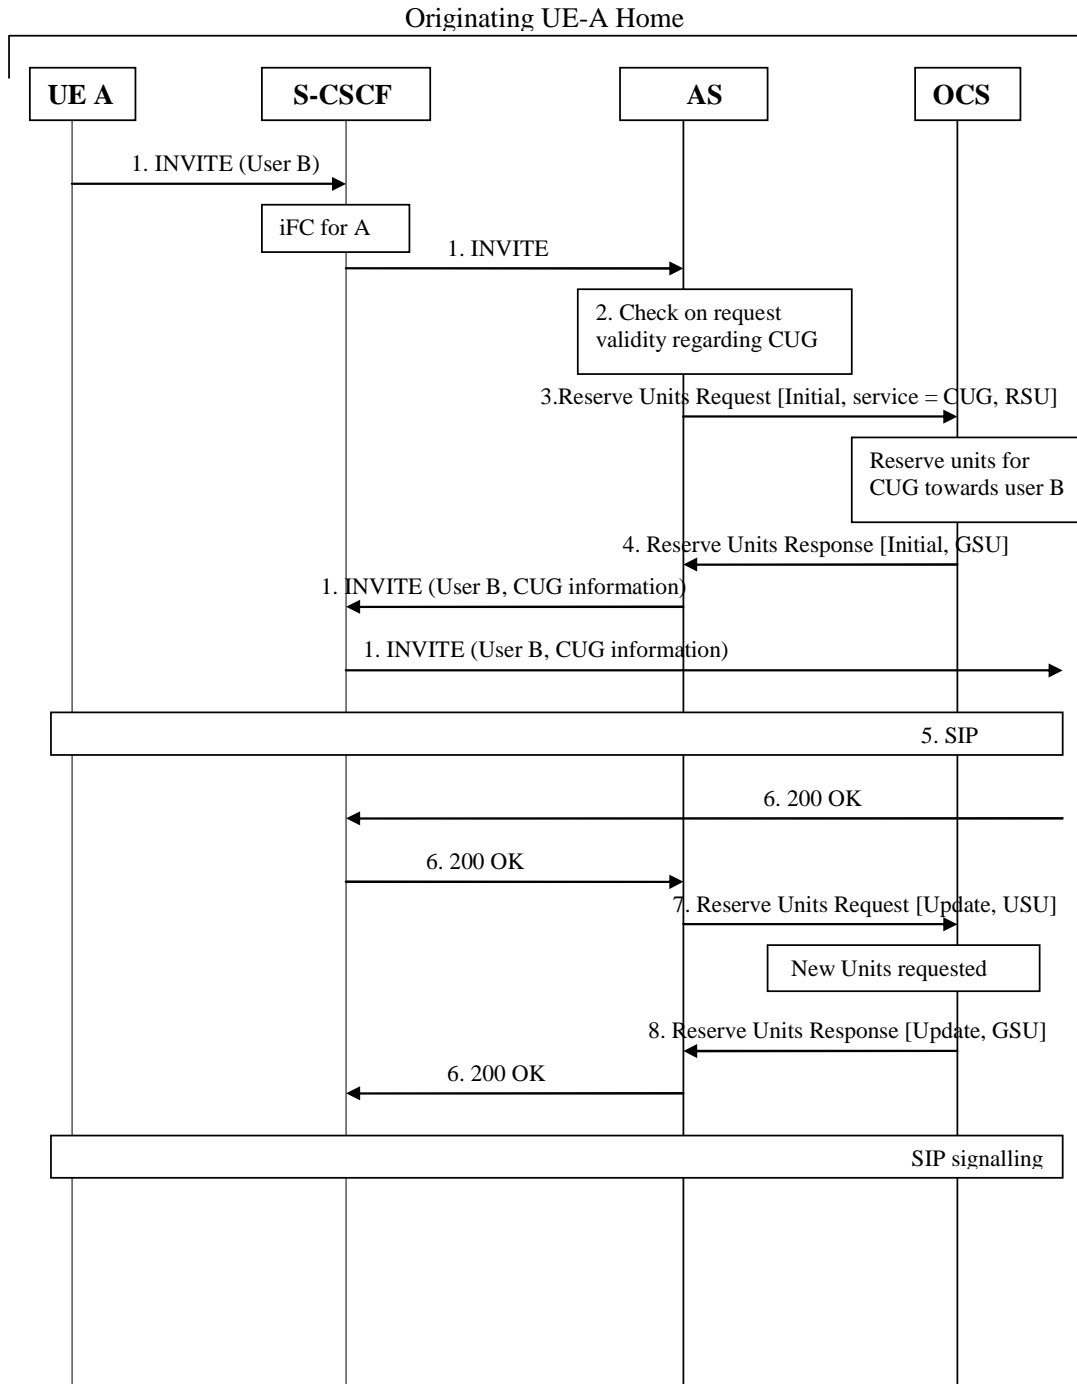 Originating UE-A Home
UE A
S-CSCF
AS
OCS
1. INVITE (User B)
iFC for A
1. INVITE
2. Check on request
validity regarding CUG
3.Reserve Units Request [Initial, service = CUG, RSU]
Reserve units for
CUG towards user B
4. Reserve Units Response [Initial, GSU]
1. INVITE (User B, CUG information)
1. INVITE (User B, CUG information)
5. SIP
6. 200 OK
6. 200 OK
7. Reserve Units Request [Update, USU]
New Units requested
8. Reserve Units Response [Update, GSU]
6. 200 OK
SIP signalling